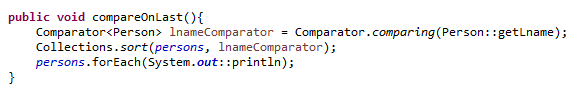 public void compareOnLast(){
Comparator<Person> lnameComparator = Comparator.comparing(Person::getLname);
Collections.sort(persons, lnameComparator);
persons.forEach(System.out::println);
}